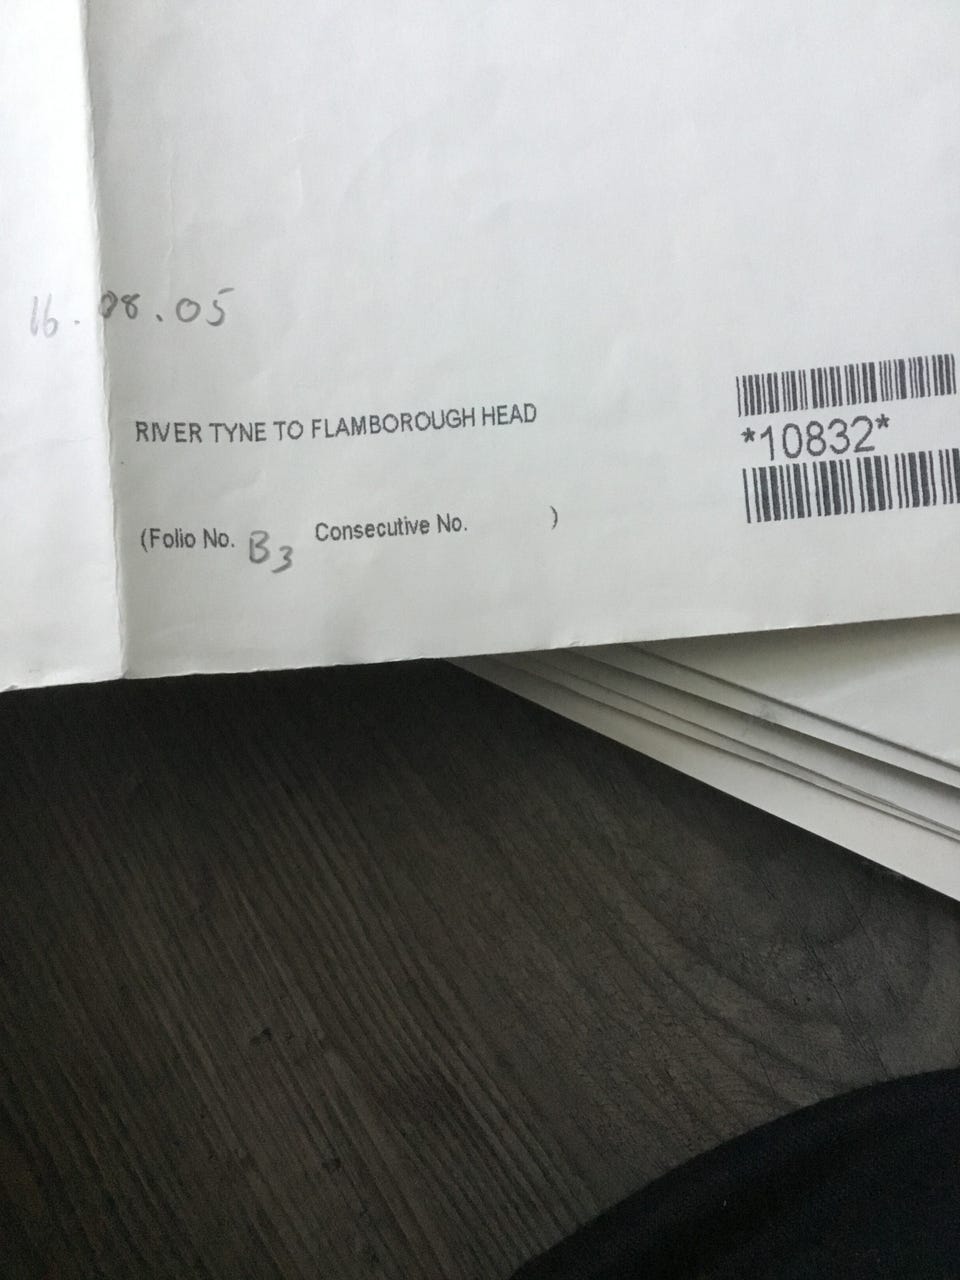 16.08.05
RIVER TYNE TO FLAMBOROUGH HEAD
*10832*
(Folio No. B3 Consecutive No. )